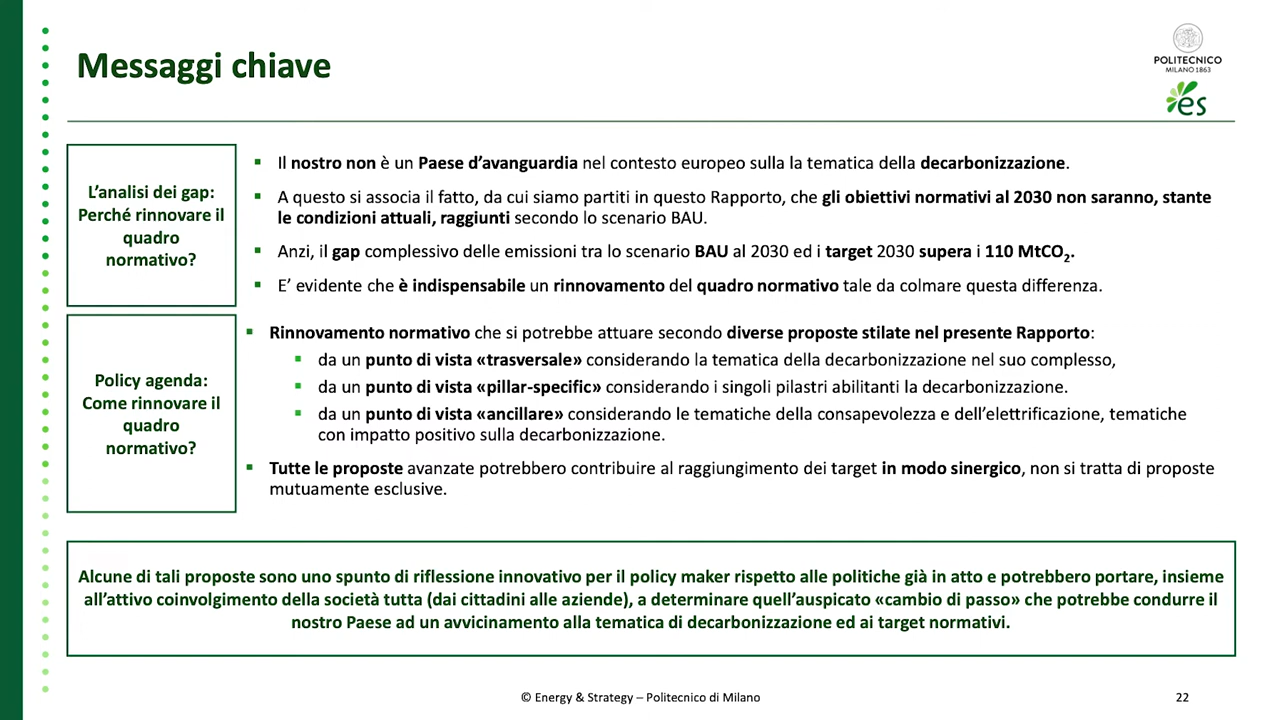 Messaggi chiave
POLITECNICO
MILANO 1863
es
L'analisi dei gap:
Perché rinnovare il
quadro
normativo?
Il nostro non è un Paese d'avanguardia nel contesto europeo sulla la tematica della decarbonizzazione.
A questo si associa il fatto, da cui siamo partiti in questo Rapporto, che gli obiettivi normativi al 2030 non saranno, stante
le condizioni attuali, raggiunti secondo lo scenario BAU.
Anzi, il gap complessivo delle emissioni tra lo scenario BAU al 2030 ed i target 2030 supera i 110 MtCO₂.
E' evidente che è indispensabile un rinnovamento del quadro normativo tale da colmare questa differenza.
Policy agenda:
Come rinnovare il
quadro
normativo?
Rinnovamento normativo che si potrebbe attuare secondo diverse proposte stilate nel presente Rapporto:
da un punto di vista «trasversale» considerando la tematica della decarbonizzazione nel suo complesso,
da un punto di vista «pillar-specific» considerando i singoli pilastri abilitanti la decarbonizzazione.
da un punto di vista «ancillare» considerando le tematiche della consapevolezza e dell'elettrificazione, tematiche
con impatto positivo sulla decarbonizzazione.
Tutte le proposte avanzate potrebbero contribuire al raggiungimento dei target in modo sinergico, non si tratta di proposte
mutuamente esclusive.
Alcune di tali proposte sono uno spunto di riflessione innovativo per il policy maker rispetto alle politiche già in atto e potrebbero portare, insieme
all'attivo coinvolgimento della società tutta (dai cittadini alle aziende), a determinare quell'auspicato «cambio di passo» che potrebbe condurre il
nostro Paese ad un avvicinamento alla tematica di decarbonizzazione ed ai target normativi.
© Energy & Strategy – Politecnico di Milano
22